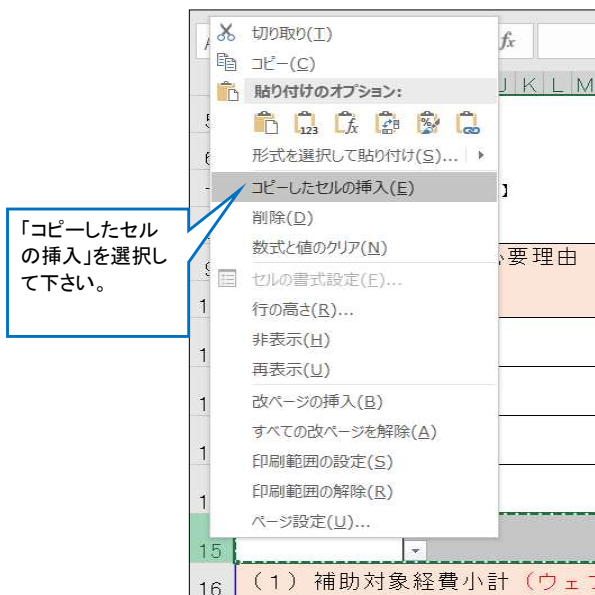 切り取り(T)
コピー(C)
貼り付けのオプション:
123
fx
形式を選択して貼り付け(S)...
コピーしたセルの挿入(E)
削除(D)
数式と値のクリア(N)
セルの書式設定(F)...
行の高さ(R)...
非表示(H)
再表示(U)
改ページの挿入(B)
すべての改ページを解除(A)
印刷範囲の設定(S)
印刷範囲の解除(R)
ページ設定(U)...
「コピーしたセル
の挿入」を選択し
て下さい。
fx
K L M
】
要理由
15
16 （１）補助対象経費小計（ウェブ